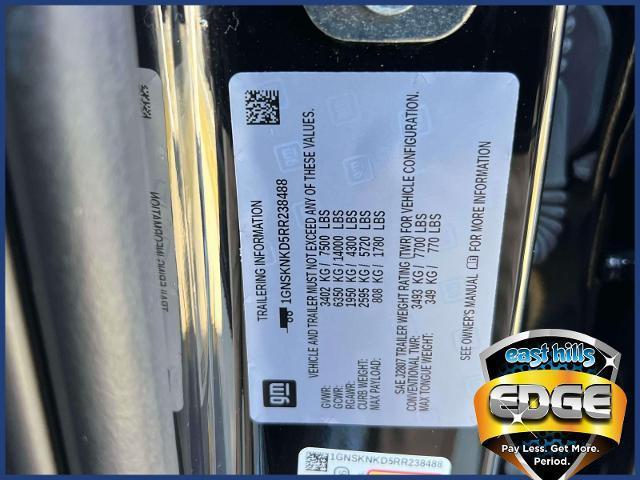 TRAILERING INFORMATION
1GNSKNKD5RR238488
VEHICLE AND TRAILER MUST NOT EXCEED ANY OF THESE VALUES.
GVWR: 3402 KG / 7500 LBS
GCWR: 6350 KG / 14000 LBS
RGAWR: 1950 KG / 4300 LBS
CURB WEIGHT: 2595 KG / 5720 LBS
MAX PAYLOAD: 808 KG / 1780 LBS
SAE J2807 TRAILER WEIGHT RATING (TWR) FOR VEHICLE CONFIGURATION.
CONVENTIONAL TWR: 3493 KG / 7700 LBS
MAX TONGUE WEIGHT: 349 KG / 770 LBS
SEE OWNER'S MANUAL FOR MORE INFORMATION
gm
1GNSKNKD5RR238488
east hills
EDGE
Pay Less. Get More.
Period.